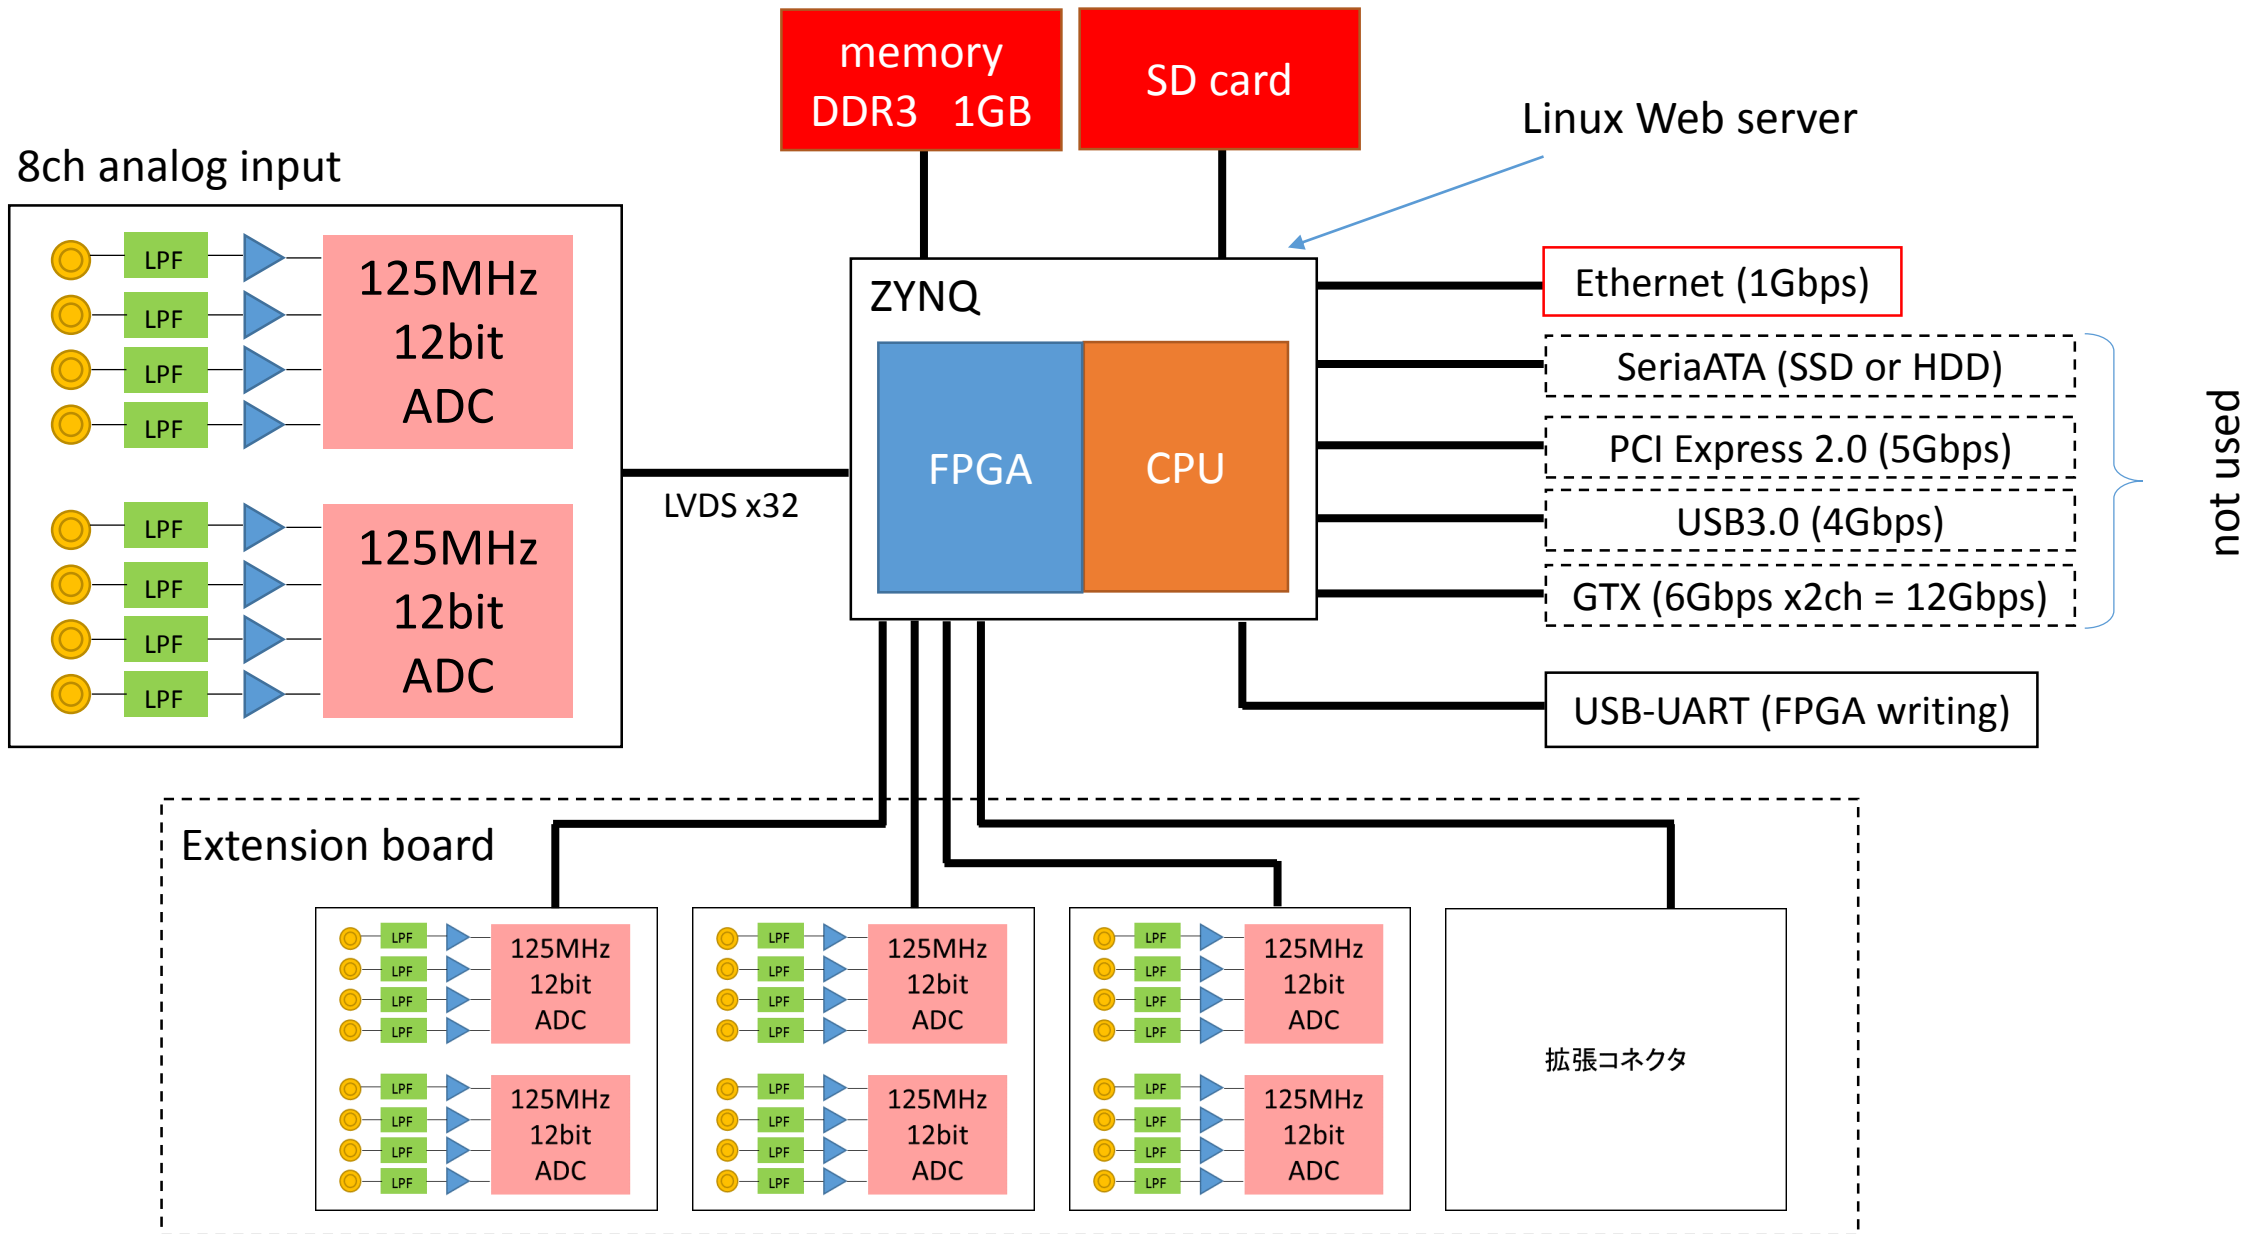 memory
DDR3 1GB
SD card
Linux Web server
8ch analog input
LPF
LPF
LPF
LPF
125MHz
12bit
ADC
LPF
LPF
LPF
LPF
125MHz
12bit
ADC
LVDS x32
ZYNQ
FPGA
CPU
Ethernet (1Gbps)
SeriaATA (SSD or HDD)
PCI Express 2.0 (5Gbps)
USB3.0 (4Gbps)
GTX (6Gbps x2ch = 12Gbps)
not used
USB-UART (FPGA writing)
Extension board
LPF
LPF
LPF
LPF
125MHz
12bit
ADC
LPF
LPF
LPF
LPF
125MHz
12bit
ADC
LPF
LPF
LPF
LPF
125MHz
12bit
ADC
LPF
LPF
LPF
LPF
125MHz
12bit
ADC
LPF
LPF
LPF
LPF
125MHz
12bit
ADC
LPF
LPF
LPF
LPF
125MHz
12bit
ADC
拡張コネクタ